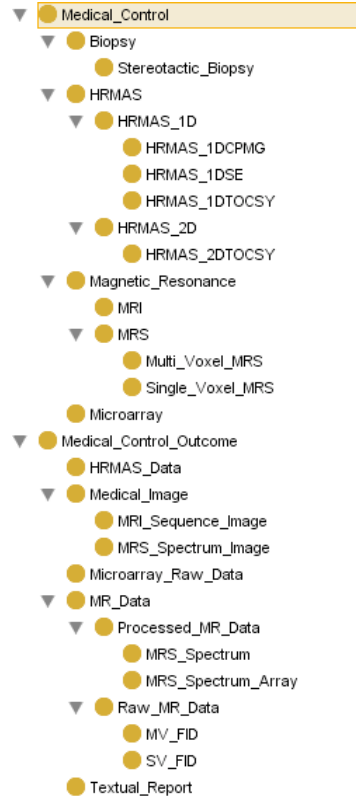 Medical_Control
Biopsy
Stereotactic_Biopsy
HRMAS
HRMAS_1D
HRMAS_1DCPMG
HRMAS_1DSE
HRMAS_1DTOCSY
HRMAS_2D
HRMAS_2DTOCSY
Magnetic_Resonance
MRI
MRS
Multi_Voxel_MRS
Single_Voxel_MRS
Microarray
Medical_Control_Outcome
HRMAS_Data
Medical_Image
MRI_Sequence_Image
MRS_Spectrum_Image
Microarray_Raw_Data
MR_Data
Processed_MR_Data
MRS_Spectrum
MRS_Spectrum_Array
Raw_MR_Data
MV_FID
SV_FID
Textual_Report